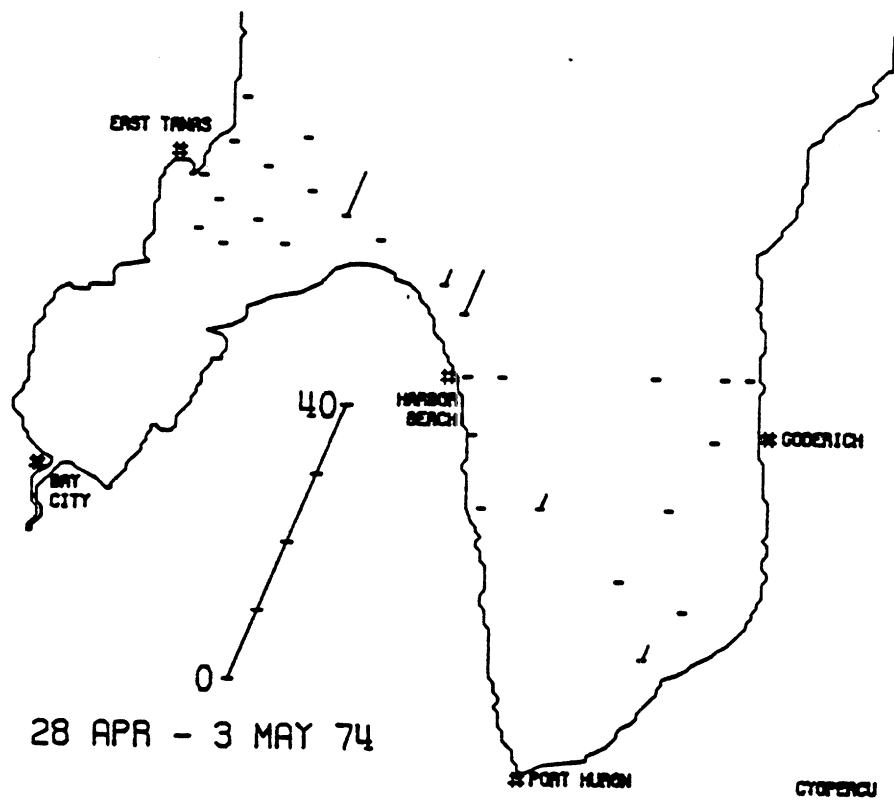 EAST TAWAS
40
HARBOR
BEACH
GODERICH
BAY
CITY
0
28 APR - 3 MAY 74
PORT HURON
CYOPERCU